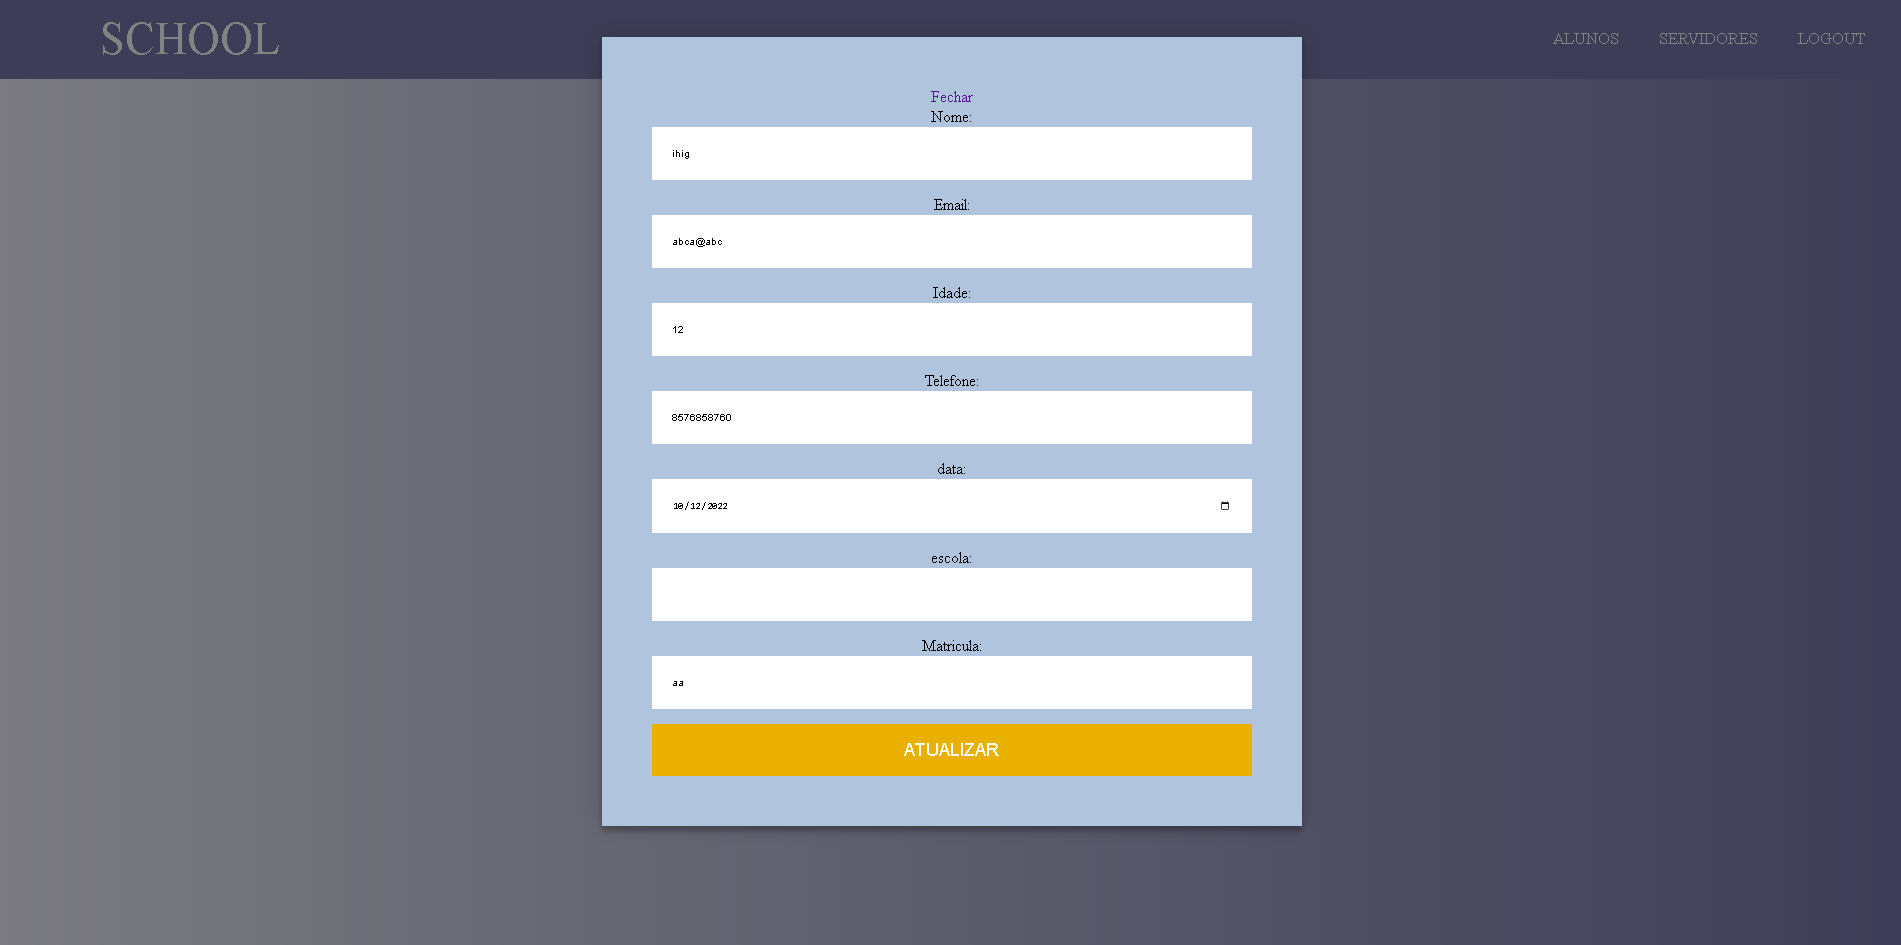 SCHOOL
ALUNOS SERVIDORES LOGOUT
Fechar
Nome:
ihig
Email:
abca@abc
Idade:
12
Telefone:
8576858760
data:
10/12/2022
escola:
Matricula:
aa
ATUALIZAR